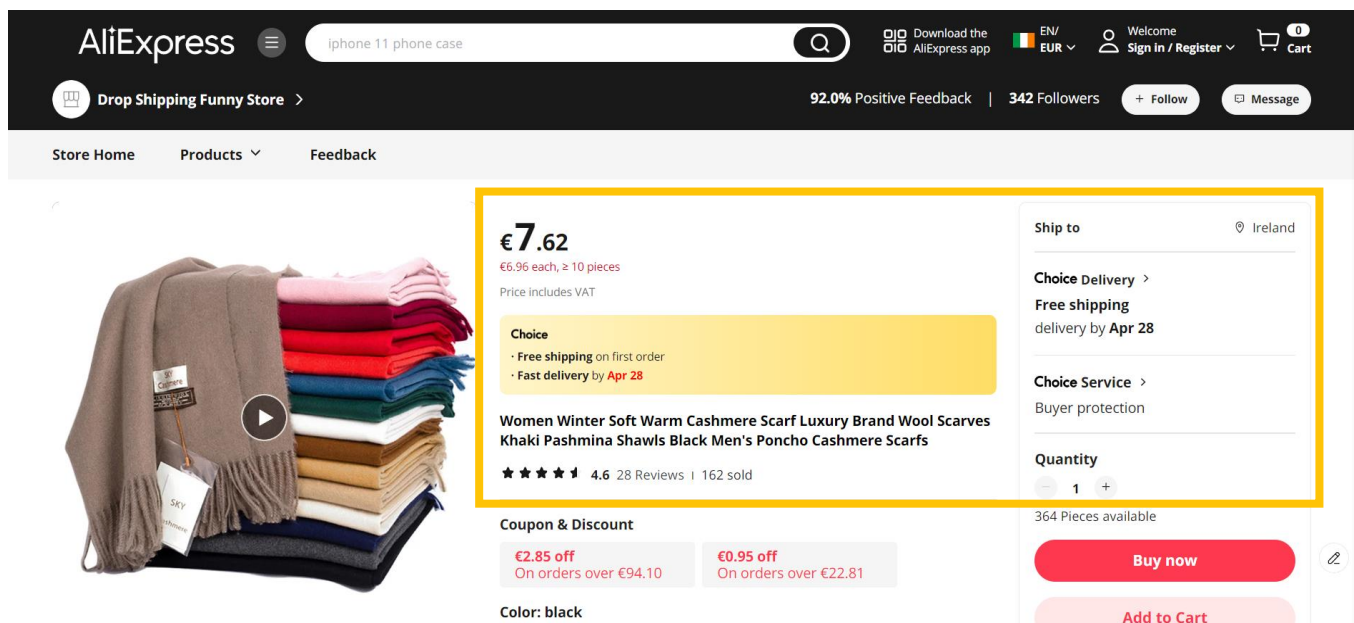 AliExpress
iphone 11 phone case
Download the
AliExpress app
EN/
EUR
Welcome
Sign in / Register
0
Cart
Drop Shipping Funny Store >
92.0% Positive Feedback | 342 Followers
+ Follow
Message
Store Home
Products
Feedback
€7.62
€6.96 each, ≥ 10 pieces
Price includes VAT
Choice
· Free shipping on first order
· Fast delivery by Apr 28
Women Winter Soft Warm Cashmere Scarf Luxury Brand Wool Scarves
Khaki Pashmina Shawls Black Men's Poncho Cashmere Scarfs
4.6 28 Reviews | 162 sold
Coupon & Discount
€2.85 off
On orders over €94.10
€0.95 off
On orders over €22.81
Color: black
Ship to
Ireland
Choice Delivery >
Free shipping
delivery by Apr 28
Choice Service >
Buyer protection
Quantity
- 1 +
364 Pieces available
Buy now
Add to Cart
SKY
Cashmere
SKY